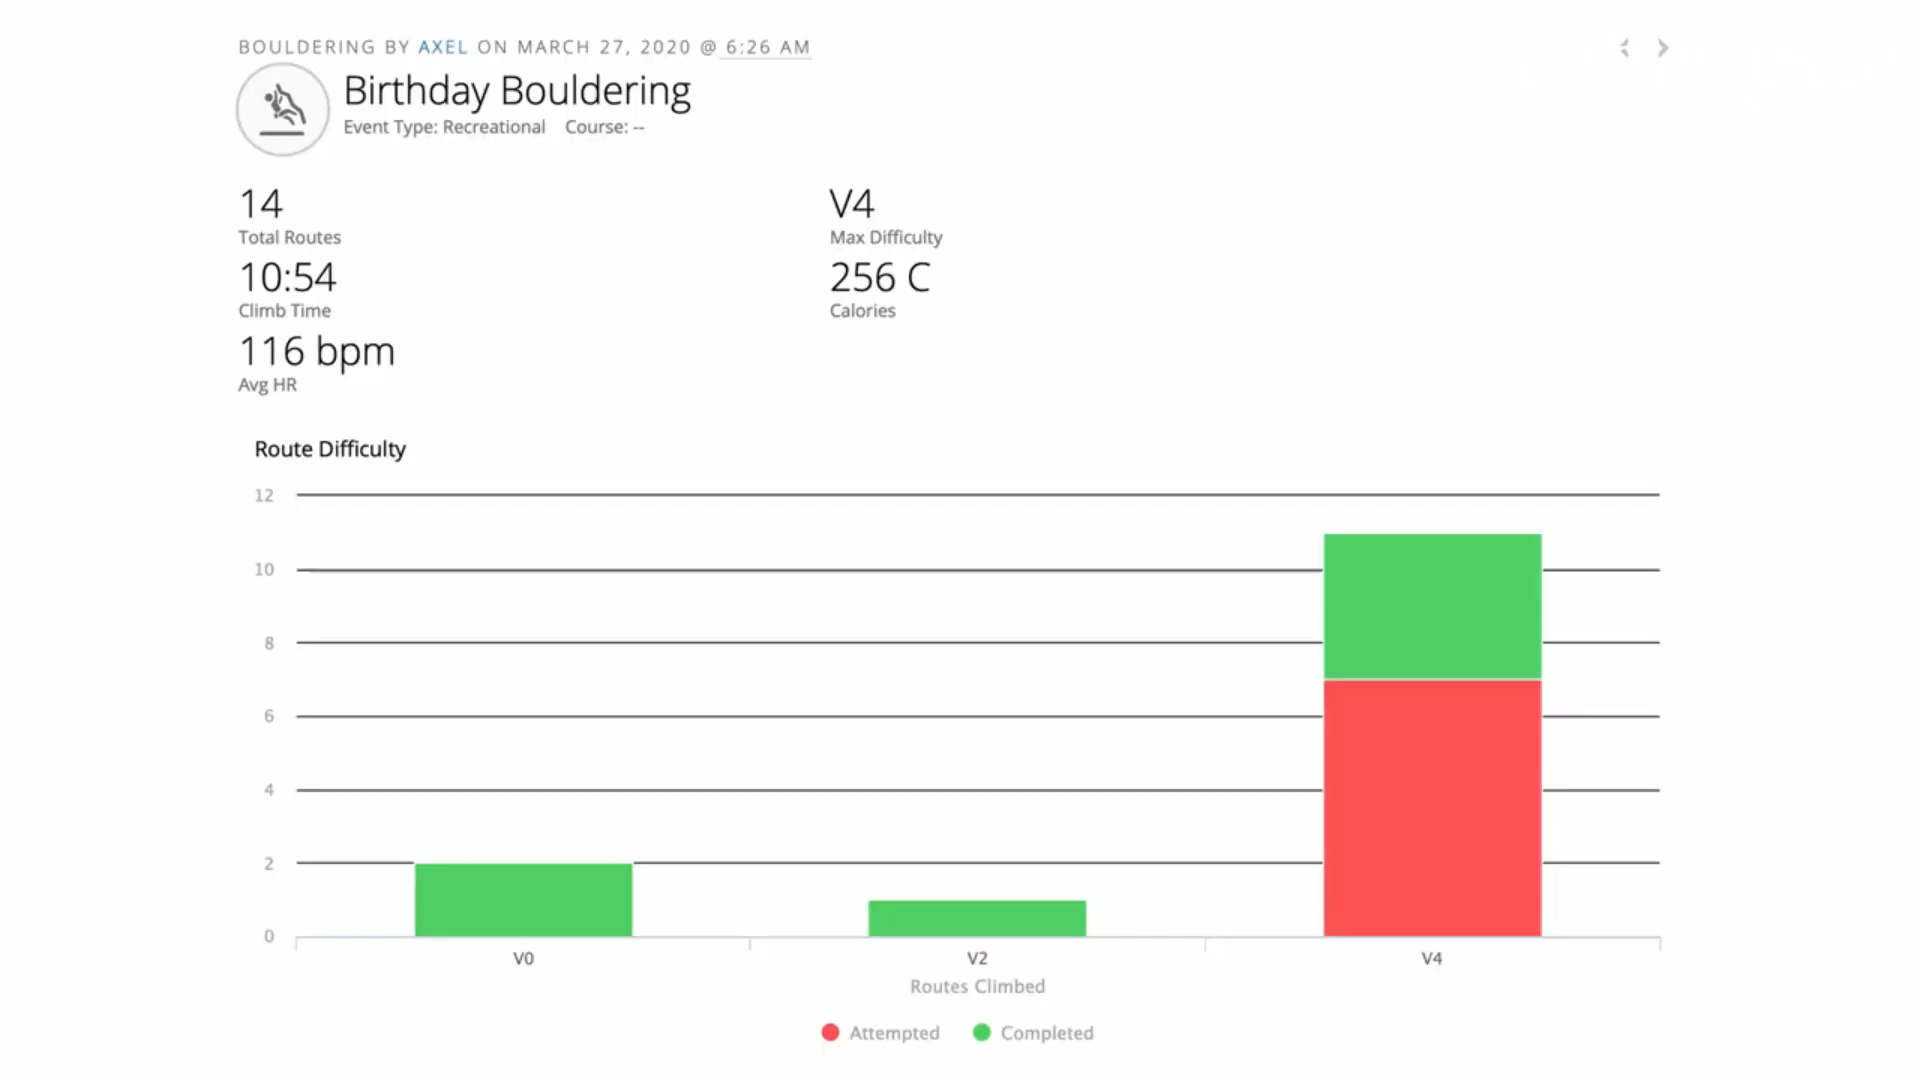 BOULDERING BY AXEL ON MARCH 27, 2020 @ 6:26 AM
Birthday Bouldering
Event Type: Recreational Course: --
14
Total Routes
V4
Max Difficulty
10:54
Climb Time
256 C
Calories
116 bpm
Avg HR
Route Difficulty
12
10
8
6
4
2
0
V0 V2 V4
Routes Climbed
Attempted Completed